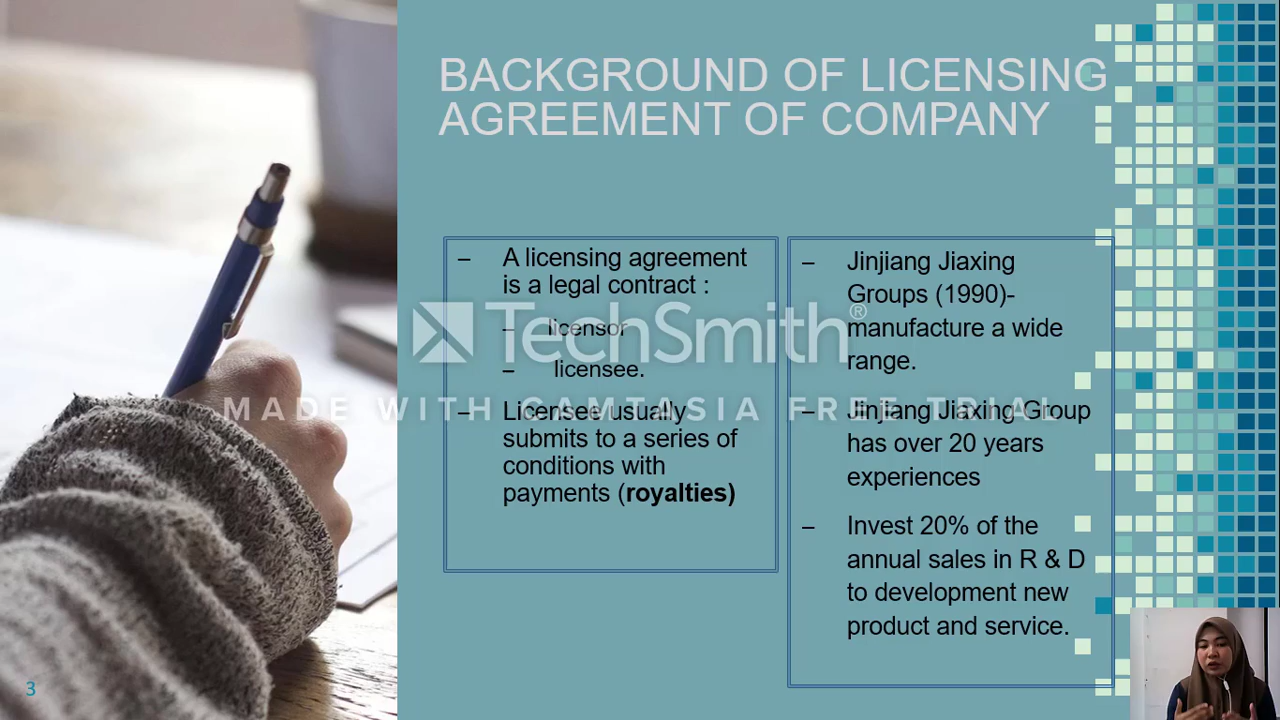 BACKGROUND OF LICENSING
AGREEMENT OF COMPANY
– A licensing agreement
is a legal contract :
– licensor
– licensee.
– Licensee usually
submits to a series of
conditions with
payments (royalties)
– Jinjiang Jiaxing
Groups (1990)-
manufacture a wide
range.
– Jinjiang Jiaxing Group
has over 20 years
experiences
– Invest 20% of the
annual sales in R & D
to development new
product and service.
TechSmith®
MADE WITH CAMTASIA FREE TRIAL
3